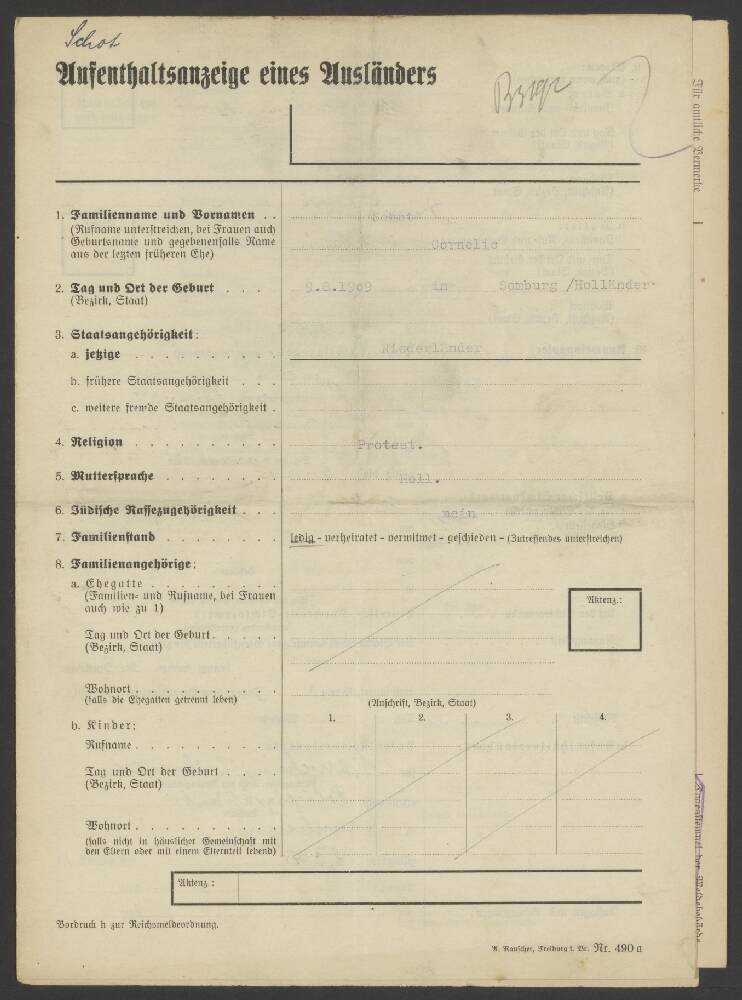 Schot
Aufenthaltsanzeige eines Ausländers
Für amtliche Vermerke
1. Familienname und Vornamen . .
(Rufname unterstreichen, bei Frauen auch
Geburtsname und gegebenenfalls Name
aus der letzten früheren Ehe)
Schot
Cornelis
2. Tag und Ort der Geburt . . . 9.8.1909 in Somburg /Holländer
(Bezirk, Staat)
3. Staatsangehörigkeit:
a. jetzige . . . . . . . . . . Niederländer
b. frühere Staatsangehörigkeit . . .
c. weitere fremde Staatsangehörigkeit .
4. Religion . . . . . . . . . . Protest.
5. Muttersprache . . . . . . . . Holl.
6. Jüdische Rassezugehörigkeit . . . nein
7. Familienstand . . . . . . . . ledig - verheiratet - verwitwet - geschieden - (Zutreffendes unterstreichen)
8. Familienangehörige:
a. Ehegatte . . . . . . . . .
(Familien- und Rufname, bei Frauen
auch wie zu 1)
Aktenz.:
Tag und Ort der Geburt . . . . .
(Bezirk, Staat)
Wohnort . . . . . . . . . .
(falls die Ehegatten getrennt leben)
(Anschrift, Bezirk, Staat)
b. Kinder:
1. 2. 3. 4.
Rufname . . . . . . . . . .
Tag und Ort der Geburt . . . .
(Bezirk, Staat)
Wohnort . . . . . . . . . .
(falls nicht in häuslicher Gemeinschaft mit
den Eltern oder mit einem Elternteil lebend)
Aktenz.:
Vordruck h zur Reichsmeldeordnung.
R. Rauscher, Freiburg i. Br. Nr. 490 a